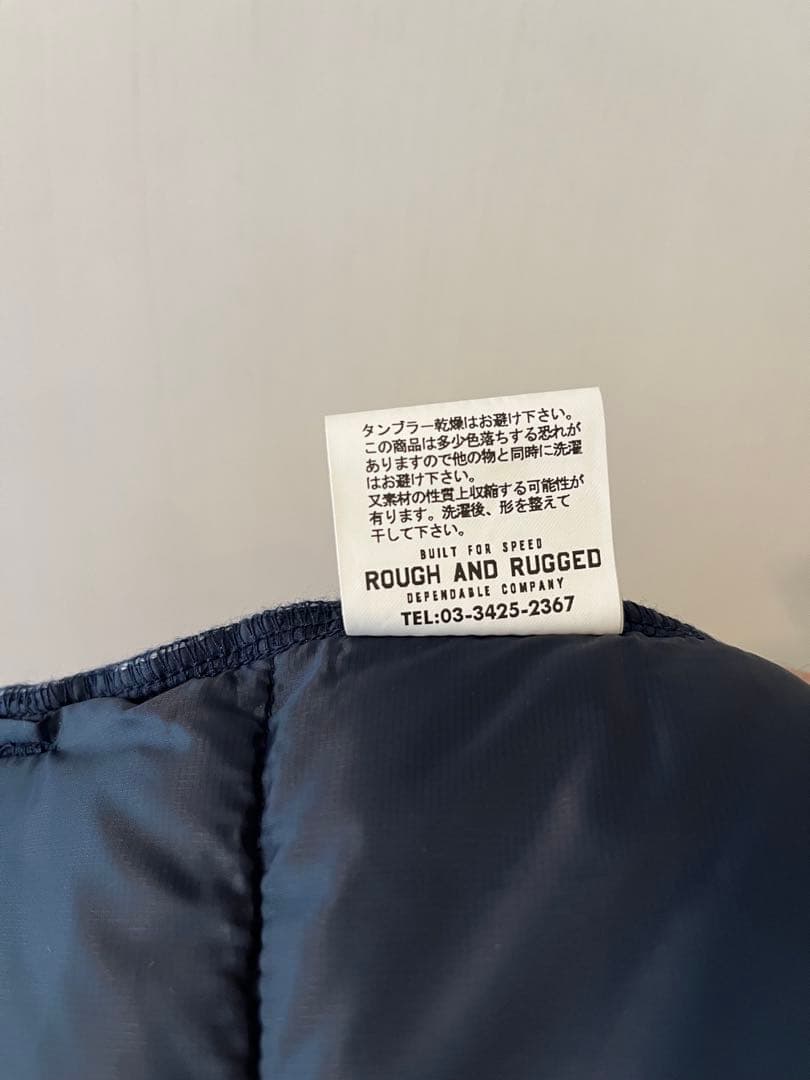 タンブラー乾燥はお避け下さい。
この商品は多少色落ちする恐れが
ありますので他の物と同時に洗濯
はお避け下さい。
又素材の性質上収縮する可能性が
有ります。洗濯後、形を整えて
干して下さい。
BUILT FOR SPEED
ROUGH AND RUGGED
DEPENDABLE COMPANY
TEL:03-3425-2367